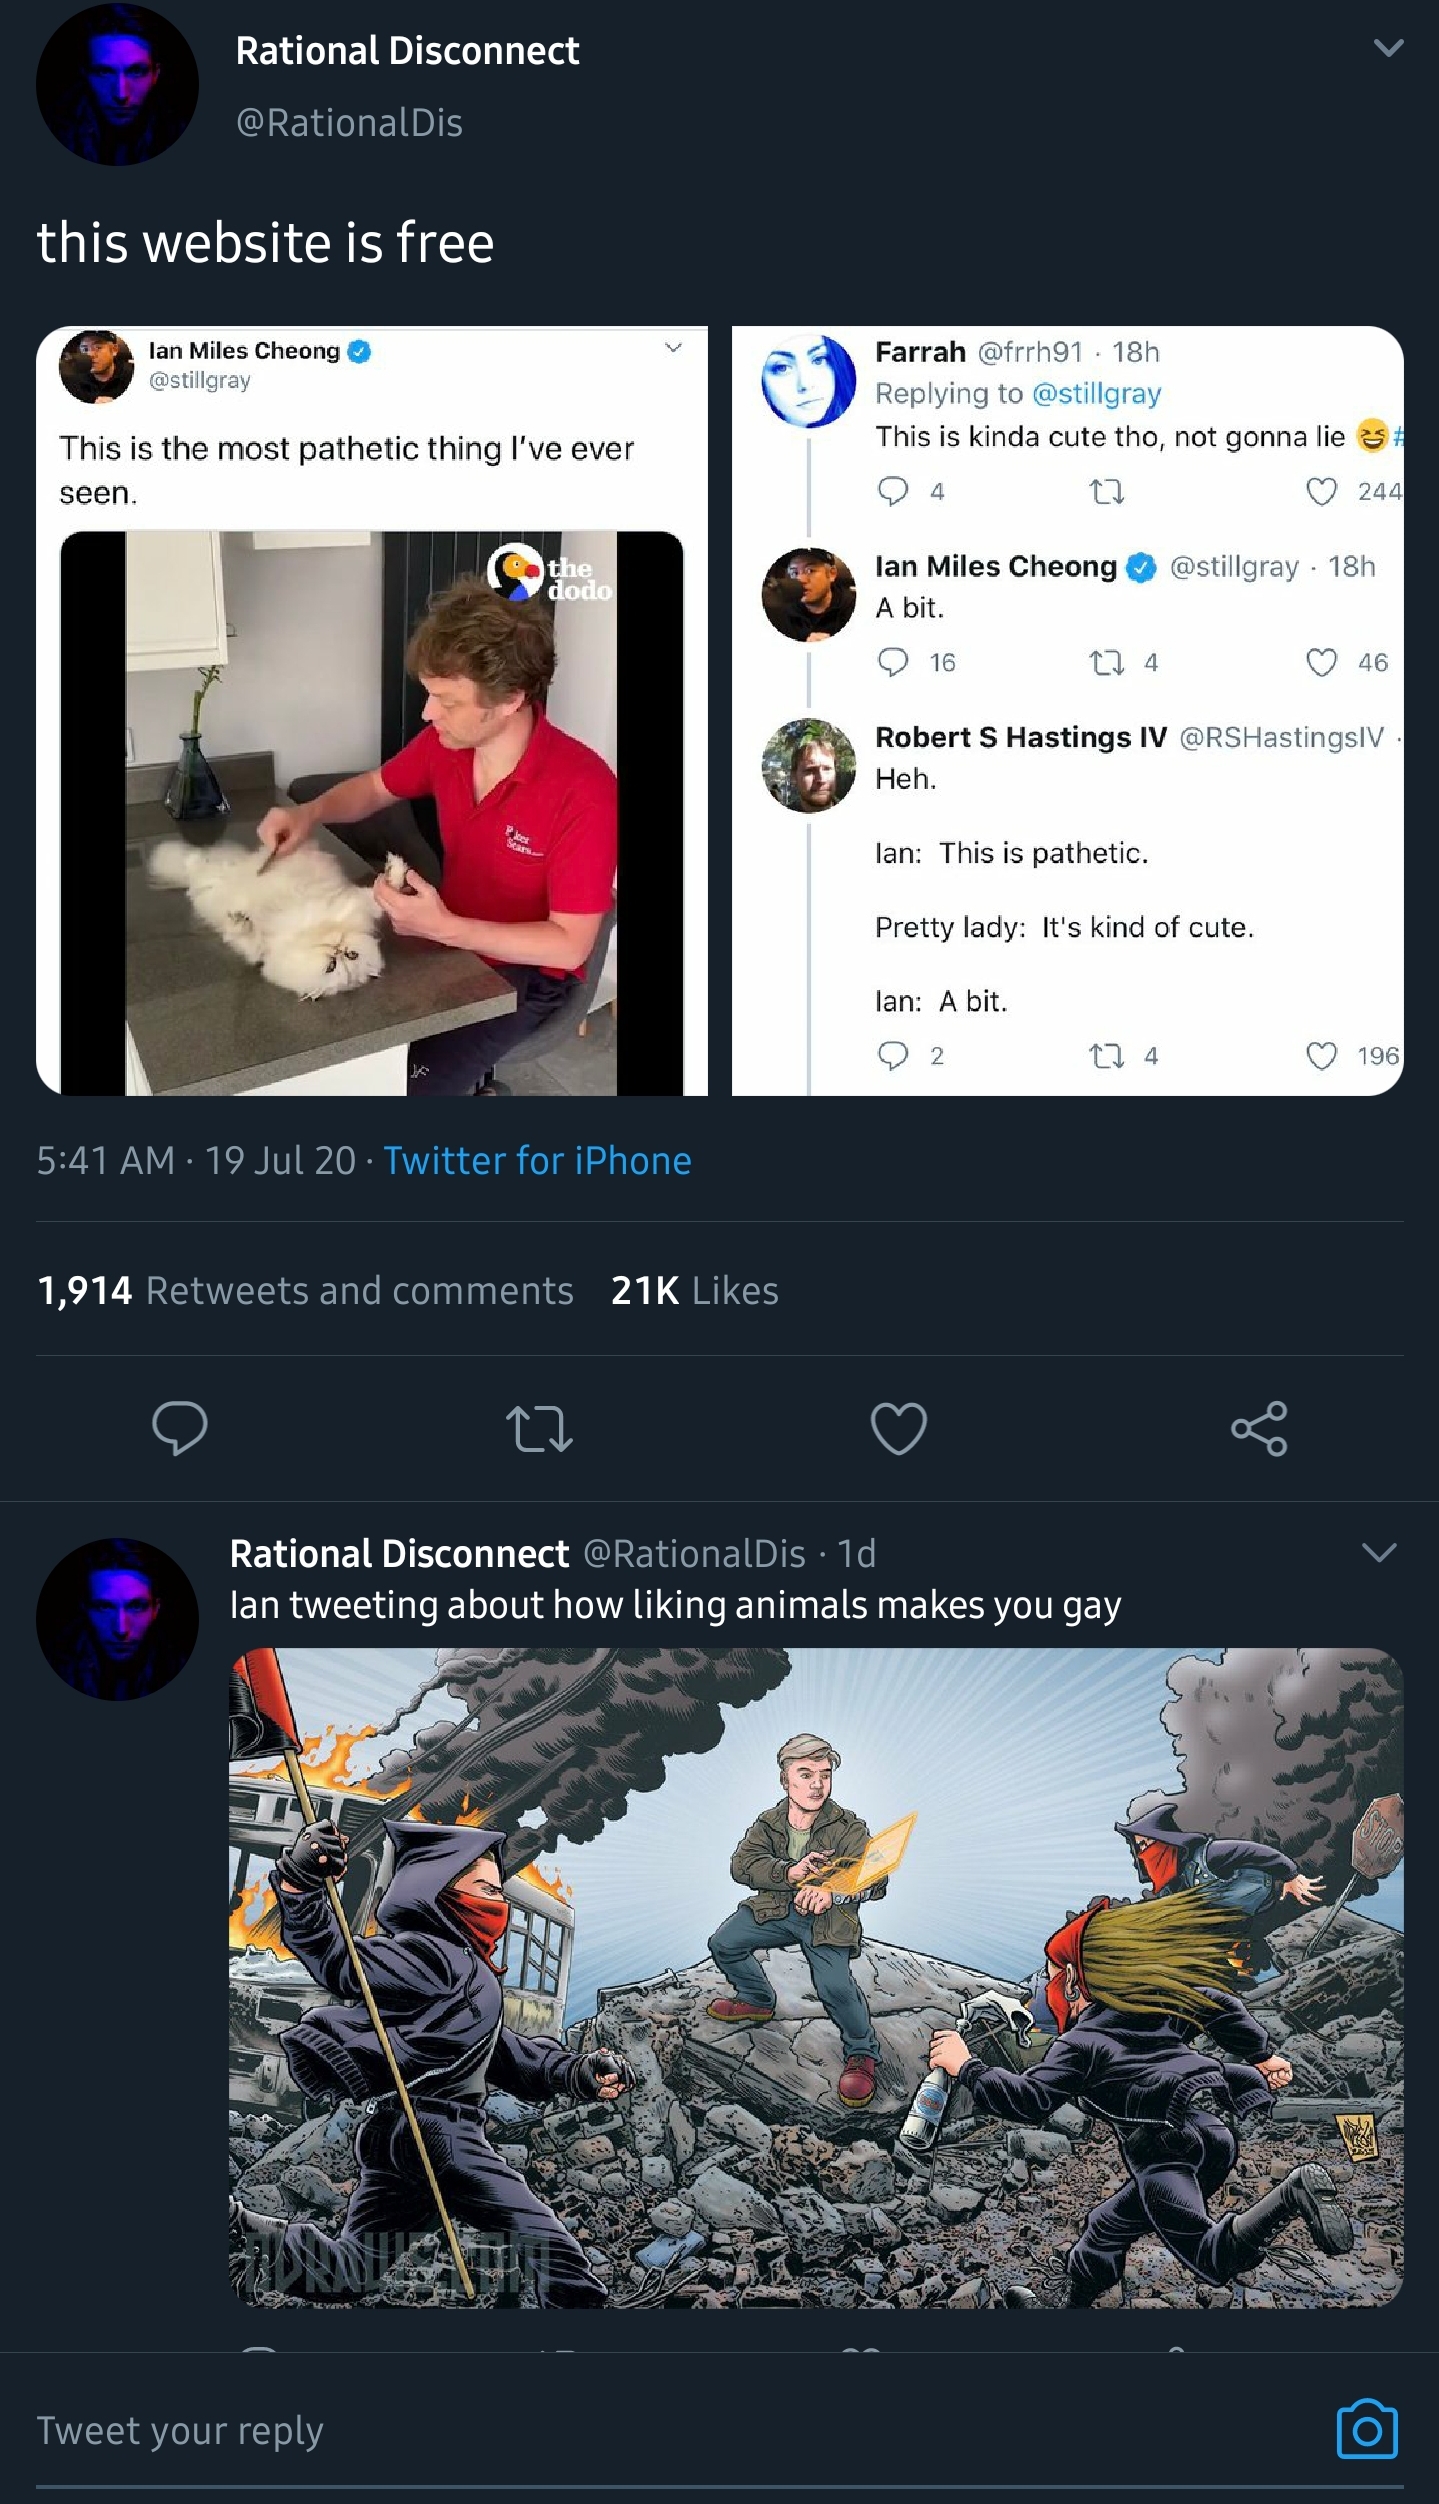 Rational Disconnect
@RationalDis
this website is free
Ian Miles Cheong
@stillgray
This is the most pathetic thing I've ever
seen.
the
dodo
Farrah @frrh91 · 18h
Replying to @stillgray
This is kinda cute tho, not gonna lie 😆#
4 244
Ian Miles Cheong @stillgray · 18h
A bit.
16 4 46
Robert S Hastings IV @RSHastingsIV ·
Heh.
Ian: This is pathetic.
Pretty lady: It's kind of cute.
Ian: A bit.
2 4 196
5:41 AM · 19 Jul 20 · Twitter for iPhone
1,914 Retweets and comments 21K Likes
Rational Disconnect @RationalDis · 1d
Ian tweeting about how liking animals makes you gay
STOP
Tweet your reply